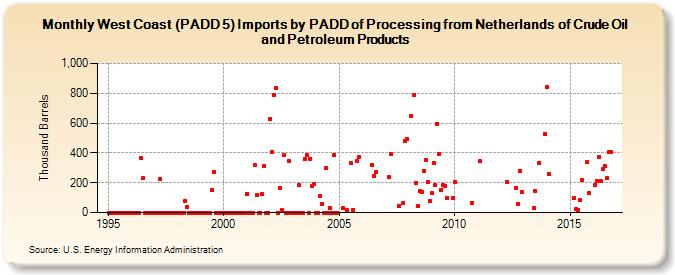 Monthly West Coast (PADD 5) Imports by PADD of Processing from Netherlands of Crude Oil
and Petroleum Products
Thousand Barrels
1,000
800
600
400
200
0
1995
2000
2005
2010
2015
Source: U.S. Energy Information Administration